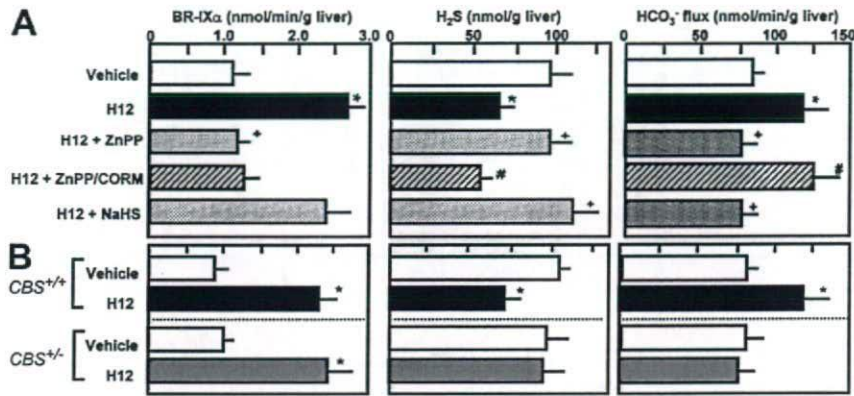 A
BR-IXα (nmol/min/g liver)
H₂S (nmol/g liver)
HCO₃⁻ flux (nmol/min/g liver)
0 1.0 2.0 3.0
0 50 100
0 50 100 150
Vehicle
*
*
*
H12
H12 + ZnPP
+
+
+
H12 + ZnPP/CORM
#
#
H12 + NaHS
+
+
B
CBS+/+
Vehicle
H12
*
*
*
CBS+/-
Vehicle
H12
*